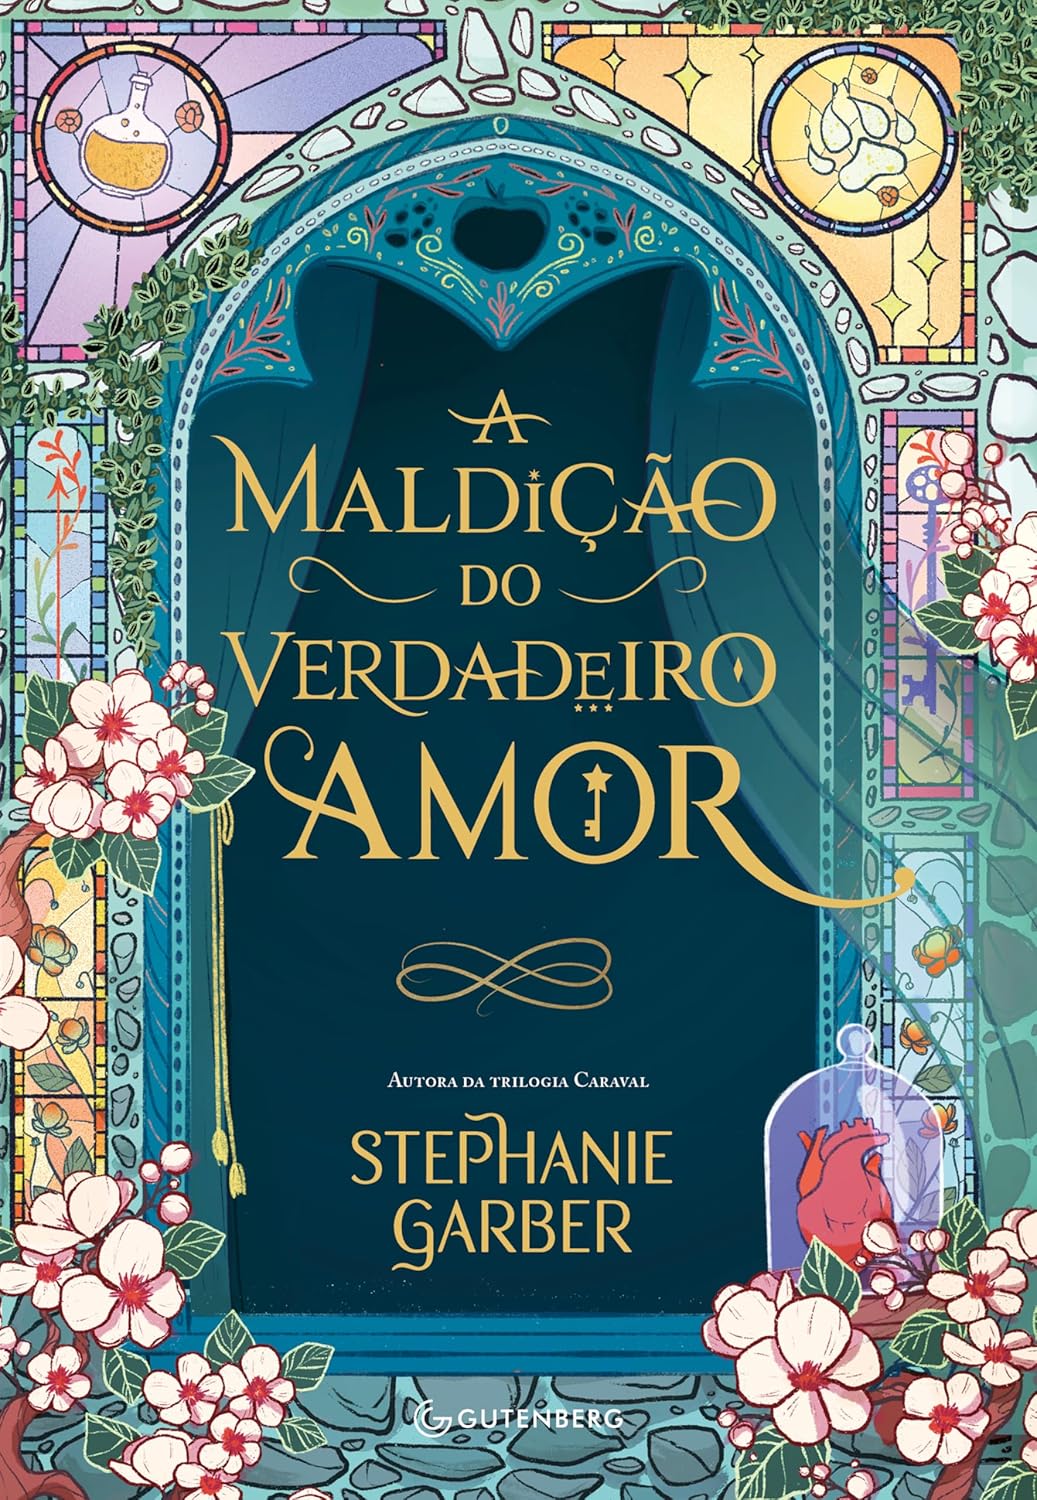 A
MALDIÇÃO
DO
VERDADEIRO
AMOR
AUTORA DA TRILOGIA CARAVAL
STEPHANIE
GARBER
GUTENBERG